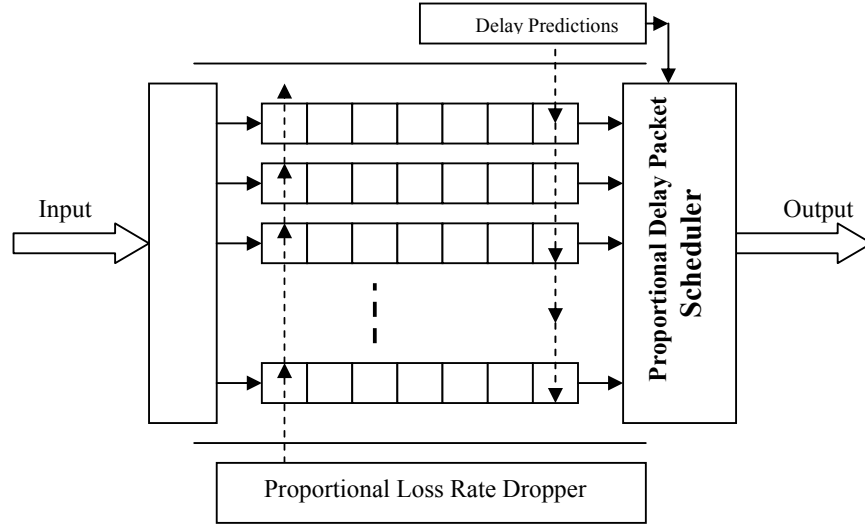 Delay Predictions
Input
Proportional Delay Packet
Scheduler
Output
Proportional Loss Rate Dropper